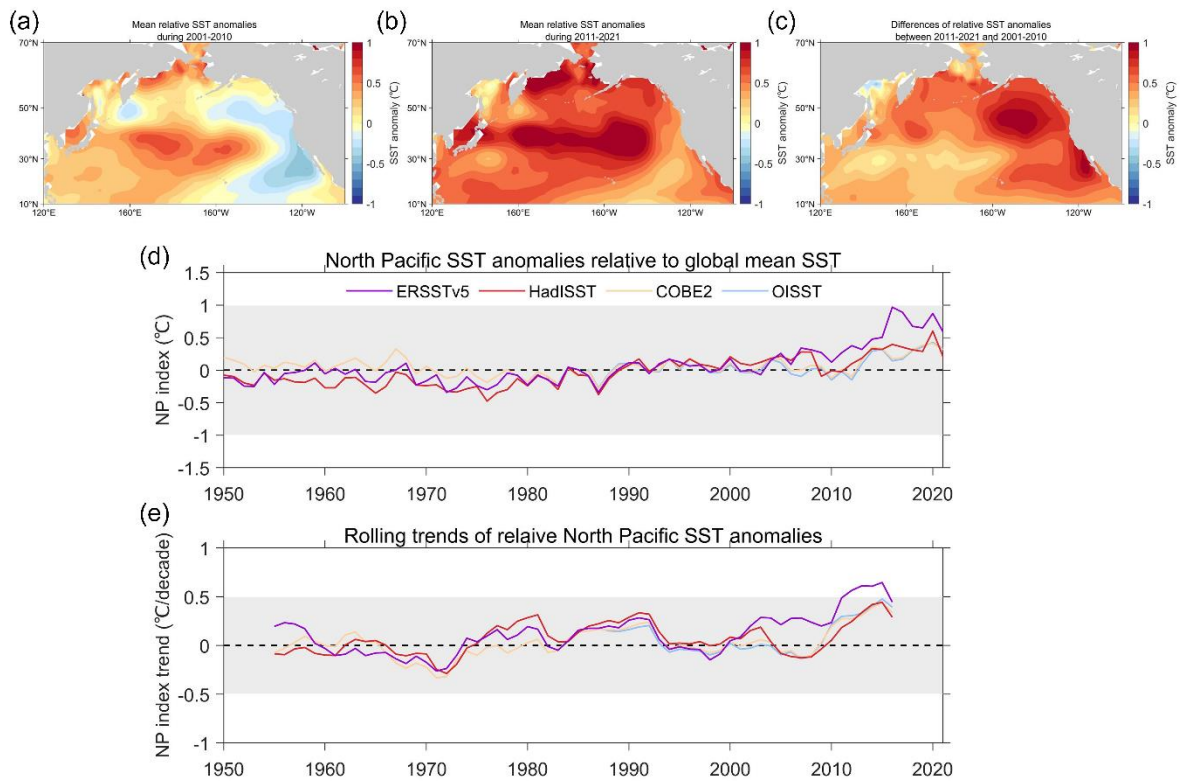 (a)
Mean relative SST anomalies
during 2001-2010
70°N
50°N
30°N
10°N
120°E
160°E
160°W
120°W
1
0.5
0
-0.5
-1
SST anomaly (℃)
(b)
Mean relative SST anomalies
during 2011-2021
70°N
50°N
30°N
10°N
120°E
160°E
160°W
120°W
1
0.5
0
-0.5
-1
SST anomaly (℃)
(c)
Differences of relative SST anomalies
between 2011-2021 and 2001-2010
70°N
50°N
30°N
10°N
120°E
160°E
160°W
120°W
1
0.5
0
-0.5
-1
SST anomaly (℃)
(d)
North Pacific SST anomalies relative to global mean SST
ERSSTv5 HadISST COBE2 OISST
NP index (℃)
1.5
1
0.5
0
-0.5
-1
-1.5
1950 1960 1970 1980 1990 2000 2010 2020
(e)
Rolling trends of relaive North Pacific SST anomalies
NP index trend (℃/decade)
1
0.5
0
-0.5
-1
1950 1960 1970 1980 1990 2000 2010 2020